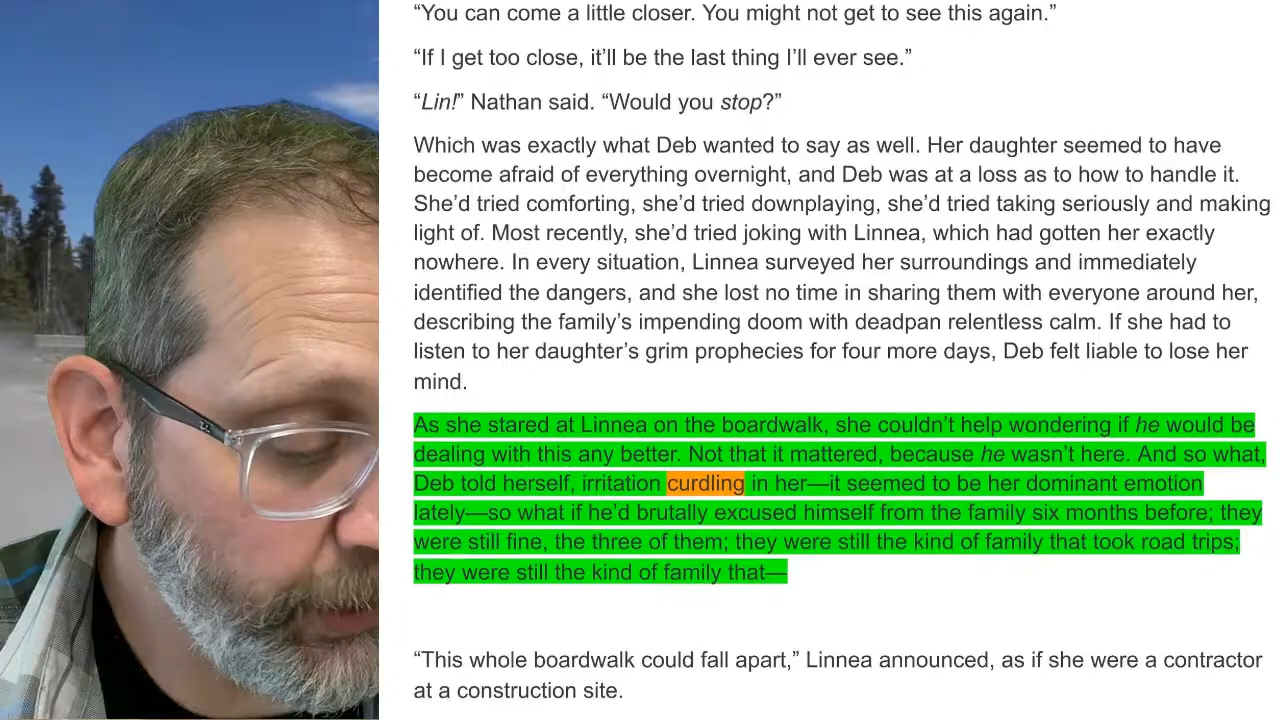 “You can come a little closer. You might not get to see this again.”
“If I get too close, it’ll be the last thing I’ll ever see.”
“Lin!” Nathan said. “Would you stop?”
Which was exactly what Deb wanted to say as well. Her daughter seemed to have
become afraid of everything overnight, and Deb was at a loss as to how to handle it.
She’d tried comforting, she’d tried downplaying, she’d tried taking seriously and making
light of. Most recently, she’d tried joking with Linnea, which had gotten her exactly
nowhere. In every situation, Linnea surveyed her surroundings and immediately
identified the dangers, and she lost no time in sharing them with everyone around her,
describing the family’s impending doom with deadpan relentless calm. If she had to
listen to her daughter’s grim prophecies for four more days, Deb felt liable to lose her
mind.
As she stared at Linnea on the boardwalk, she couldn’t help wondering if he would be
dealing with this any better. Not that it mattered, because he wasn’t here. And so what,
Deb told herself, irritation curdling in her—it seemed to be her dominant emotion
lately—so what if he’d brutally excused himself from the family six months before; they
were still fine, the three of them; they were still the kind of family that took road trips;
they were still the kind of family that—
“This whole boardwalk could fall apart,” Linnea announced, as if she were a contractor
at a construction site.